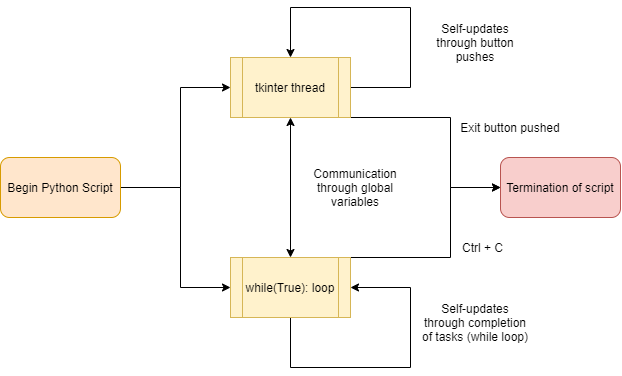 Self-updates
through button
pushes
tkinter thread
Exit button pushed
Begin Python Script
Communication
through global
variables
Termination of script
Ctrl + C
while(True): loop
Self-updates
through completion
of tasks (while loop)